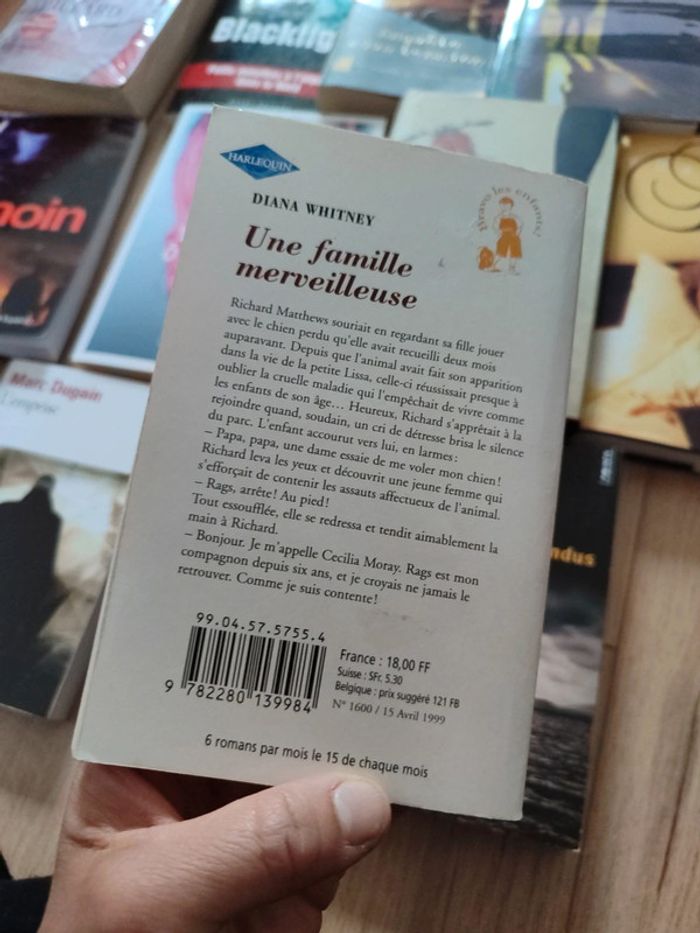 Blackli
HARLEQUIN
DIANA WHITNEY
Bravo les enfants!
Une famille
merveilleuse
Richard Matthews souriait en regardant sa fille jouer
avec le chien perdu qu'elle avait recueilli deux mois
auparavant. Depuis que l'animal avait fait son apparition
dans la vie de la petite Lissa, celle-ci réussissait presque à
oublier la cruelle maladie qui l'empêchait de vivre comme
les enfants de son âge... Heureux, Richard s'apprêtait à la
rejoindre quand, soudain, un cri de détresse brisa le silence
du parc. L'enfant accourut vers lui, en larmes :
– Papa, papa, une dame essaie de me voler mon chien !
Richard leva les yeux et découvrit une jeune femme qui
s'efforçait de contenir les assauts affectueux de l'animal.
– Rags, arrête ! Au pied !
Tout essoufflée, elle se redressa et tendit aimablement la
main à Richard.
– Bonjour. Je m'appelle Cecilia Moray. Rags est mon
compagnon depuis six ans, et je croyais ne jamais le
retrouver. Comme je suis contente !
99.04.57.5755.4
9 782280 139984
France : 18,00 FF
Suisse : SFr. 5.30
Belgique : prix suggéré 121 FB
N° 1600 / 15 Avril 1999
6 romans par mois le 15 de chaque mois
noin
Marc Dugain
L'emprise
ndus